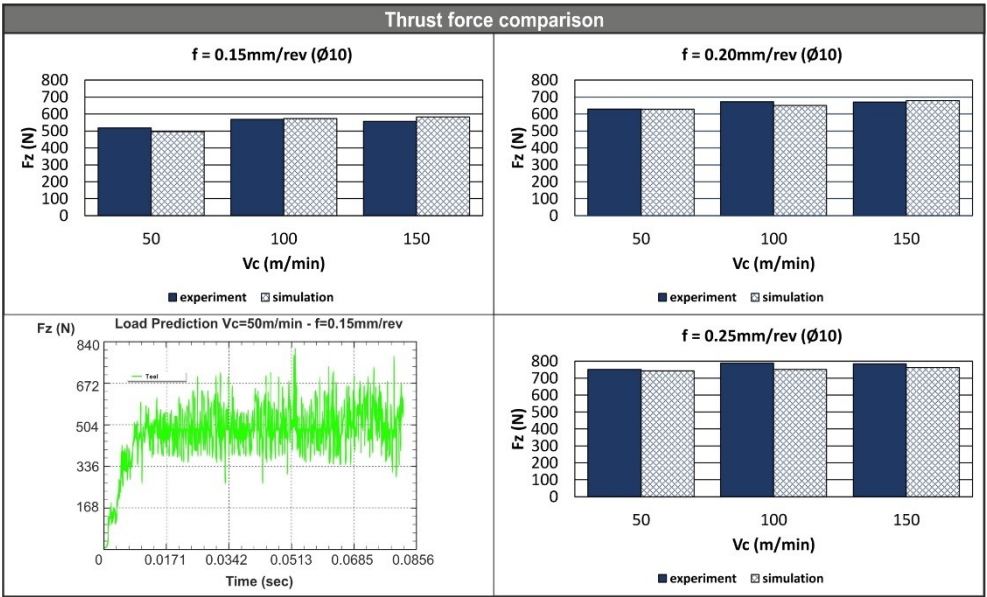 Thrust force comparison
f = 0.15mm/rev (Ø10)
800
700
600
500
400
300
200
100
0
Fz (N)
50 100 150
Vc (m/min)
experiment simulation
f = 0.20mm/rev (Ø10)
800
700
600
500
400
300
200
100
0
Fz (N)
50 100 150
Vc (m/min)
experiment simulation
Fz (N) Load Prediction Vc=50m/min - f=0.15mm/rev
840
672
504
336
168
Tool
0 0.0171 0.0342 0.0513 0.0685 0.0856
Time (sec)
f = 0.25mm/rev (Ø10)
800
700
600
500
400
300
200
100
0
Fz (N)
50 100 150
Vc (m/min)
experiment simulation